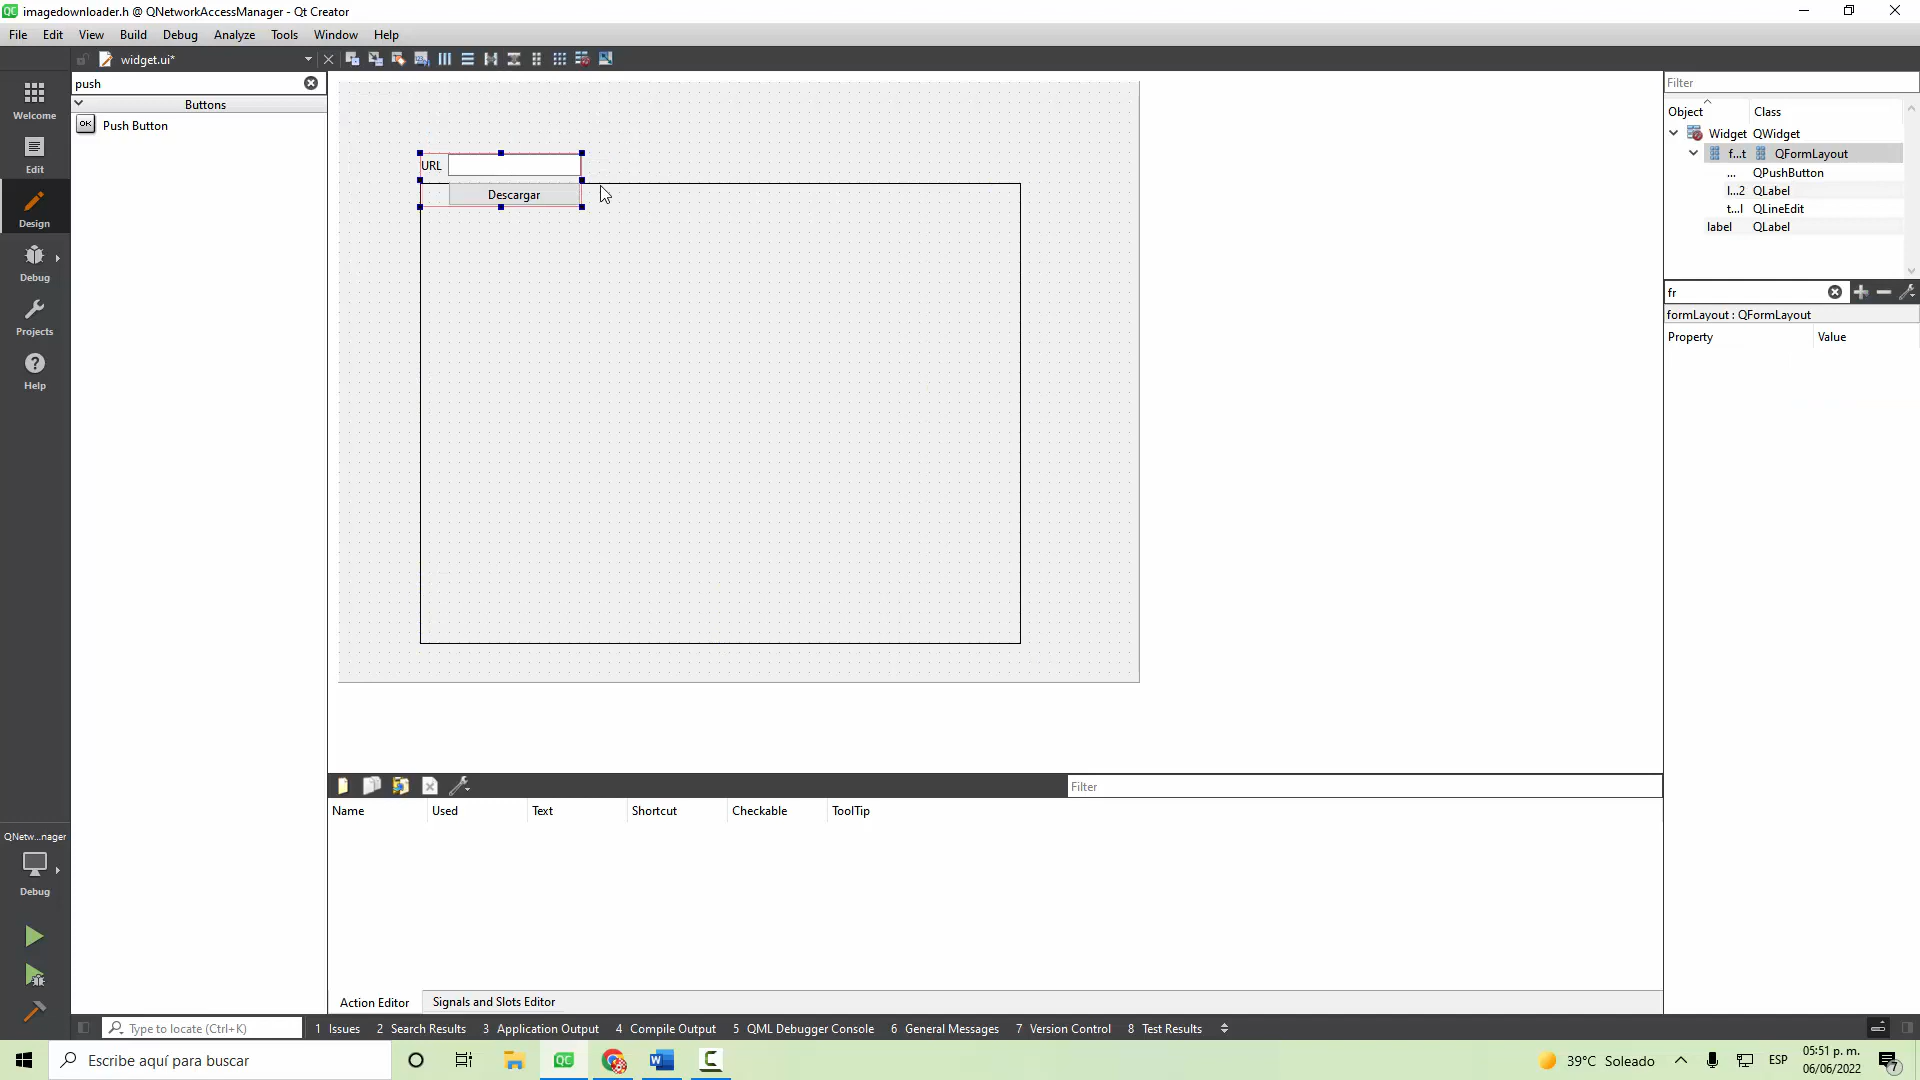 imagedownloader.h @ QNetworkAccessManager - Qt Creator
File Edit View Build Debug Analyze Tools Window Help
widget.ui*
push
Buttons
OK Push Button
Welcome
Edit
Design
Debug
Projects
Help
QNetw...nager
Debug
URL
Descargar
Filter
Object Class
Widget QWidget
f...t QFormLayout
... QPushButton
l...2 QLabel
t...l QLineEdit
label QLabel
fr
formLayout : QFormLayout
Property Value
Filter
Name Used Text Shortcut Checkable ToolTip
Action Editor Signals and Slots Editor
Type to locate (Ctrl+K) 1 Issues 2 Search Results 3 Application Output 4 Compile Output 5 QML Debugger Console 6 General Messages 7 Version Control 8 Test Results
Escribe aquí para buscar
39°C Soleado
ESP
05:51 p. m.
06/06/2022
7